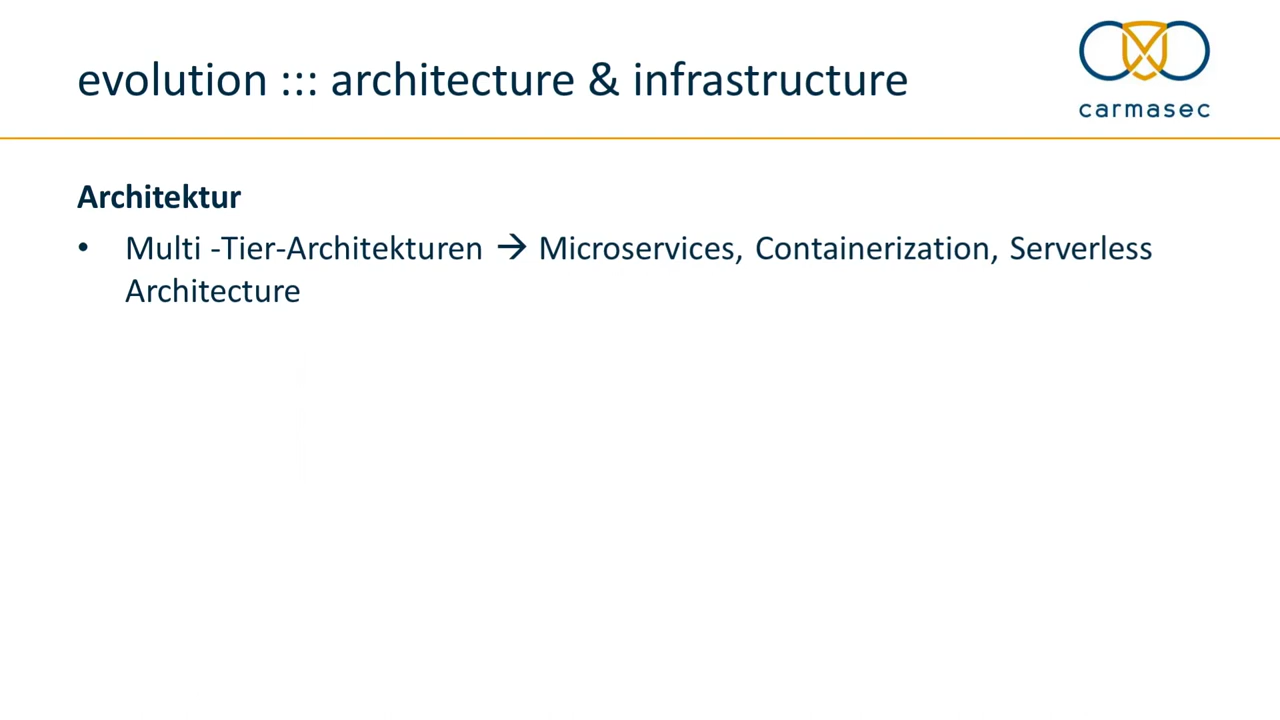 evolution ::: architecture & infrastructure
carmasec
Architektur
• Multi -Tier-Architekturen → Microservices, Containerization, Serverless
Architecture